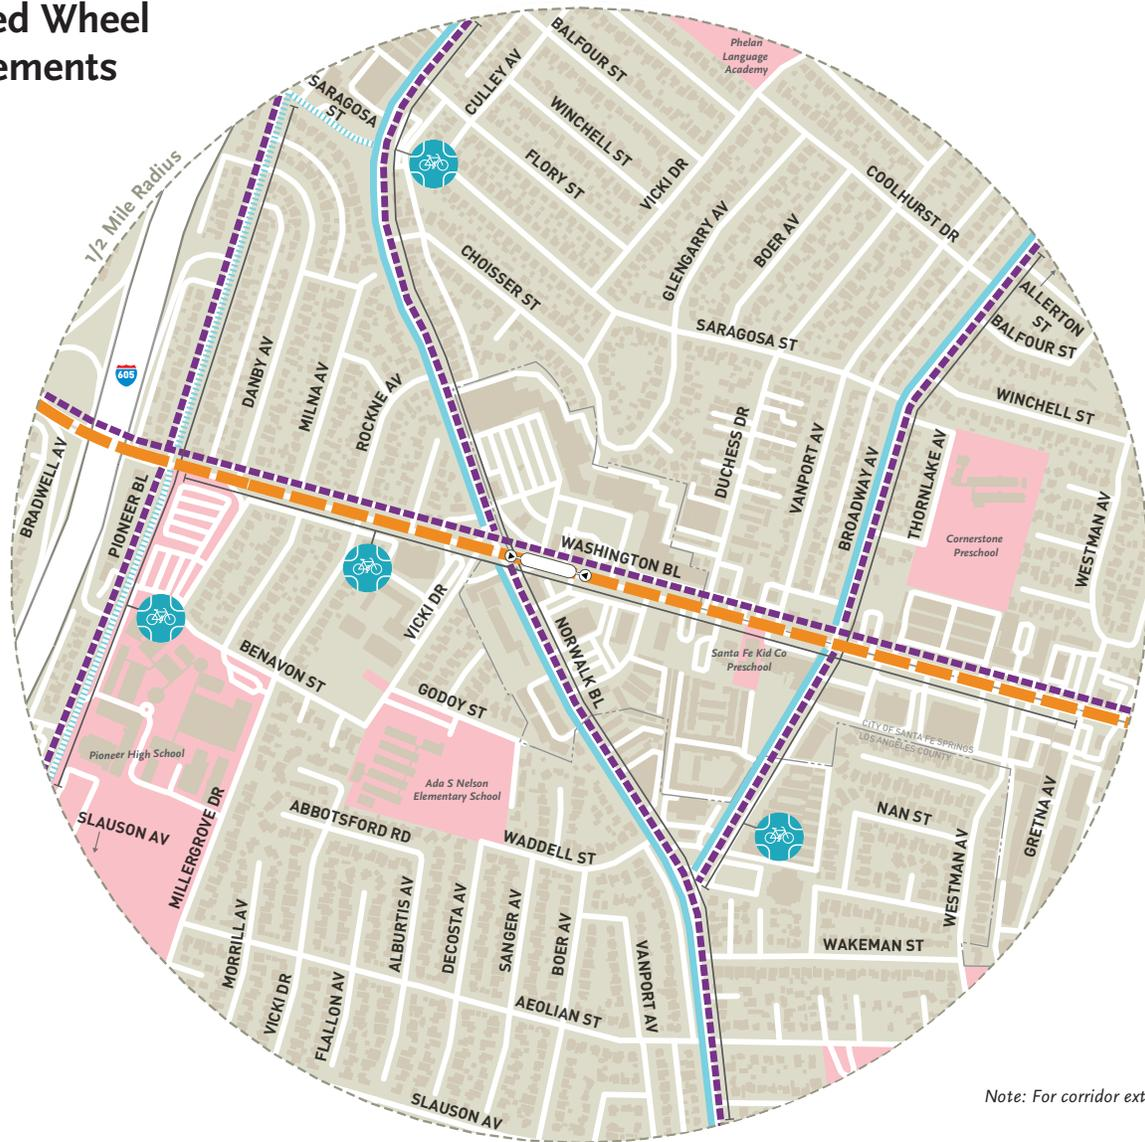 ed Wheel
ements
Phelan
Language
Academy
BALFOUR ST
CULLEY AV
SARAGOSA
ST
WINCHELL ST
FLORY ST
VICKI DR
COOLHURST DR
1/2 Mile Radius
GLENGARRY AV
BOER AV
CHOISSER ST
ALLERTON
ST
BALFOUR ST
SARAGOSA ST
605
DANBY AV
MILNA AV
ROCKNE AV
WINCHELL ST
DUCHESS DR
VANPORT AV
BROADWAY AV
THORNLAKE AV
BRADWELL AV
PIONEER BL
WESTMAN AV
Cornerstone
Preschool
WASHINGTON BL
VICKI DR
NORWALK BL
Santa Fe Kid Co
Preschool
BENAVON ST
GODOY ST
CITY OF SANTA FE SPRINGS
LOS ANGELES COUNTY
Pioneer High School
Ada S Nelson
Elementary School
SLAUSON AV
MILLERGROVE DR
ABBOTSFORD RD
WADDELL ST
NAN ST
GRETNA AV
WESTMAN AV
MORRILL AV
ALBURTIS AV
DECOSTA AV
SANGER AV
BOER AV
VANPORT AV
WAKEMAN ST
VICKI DR
FLALLON AV
AEOLIAN ST
SLAUSON AV
Note: For corridor ext